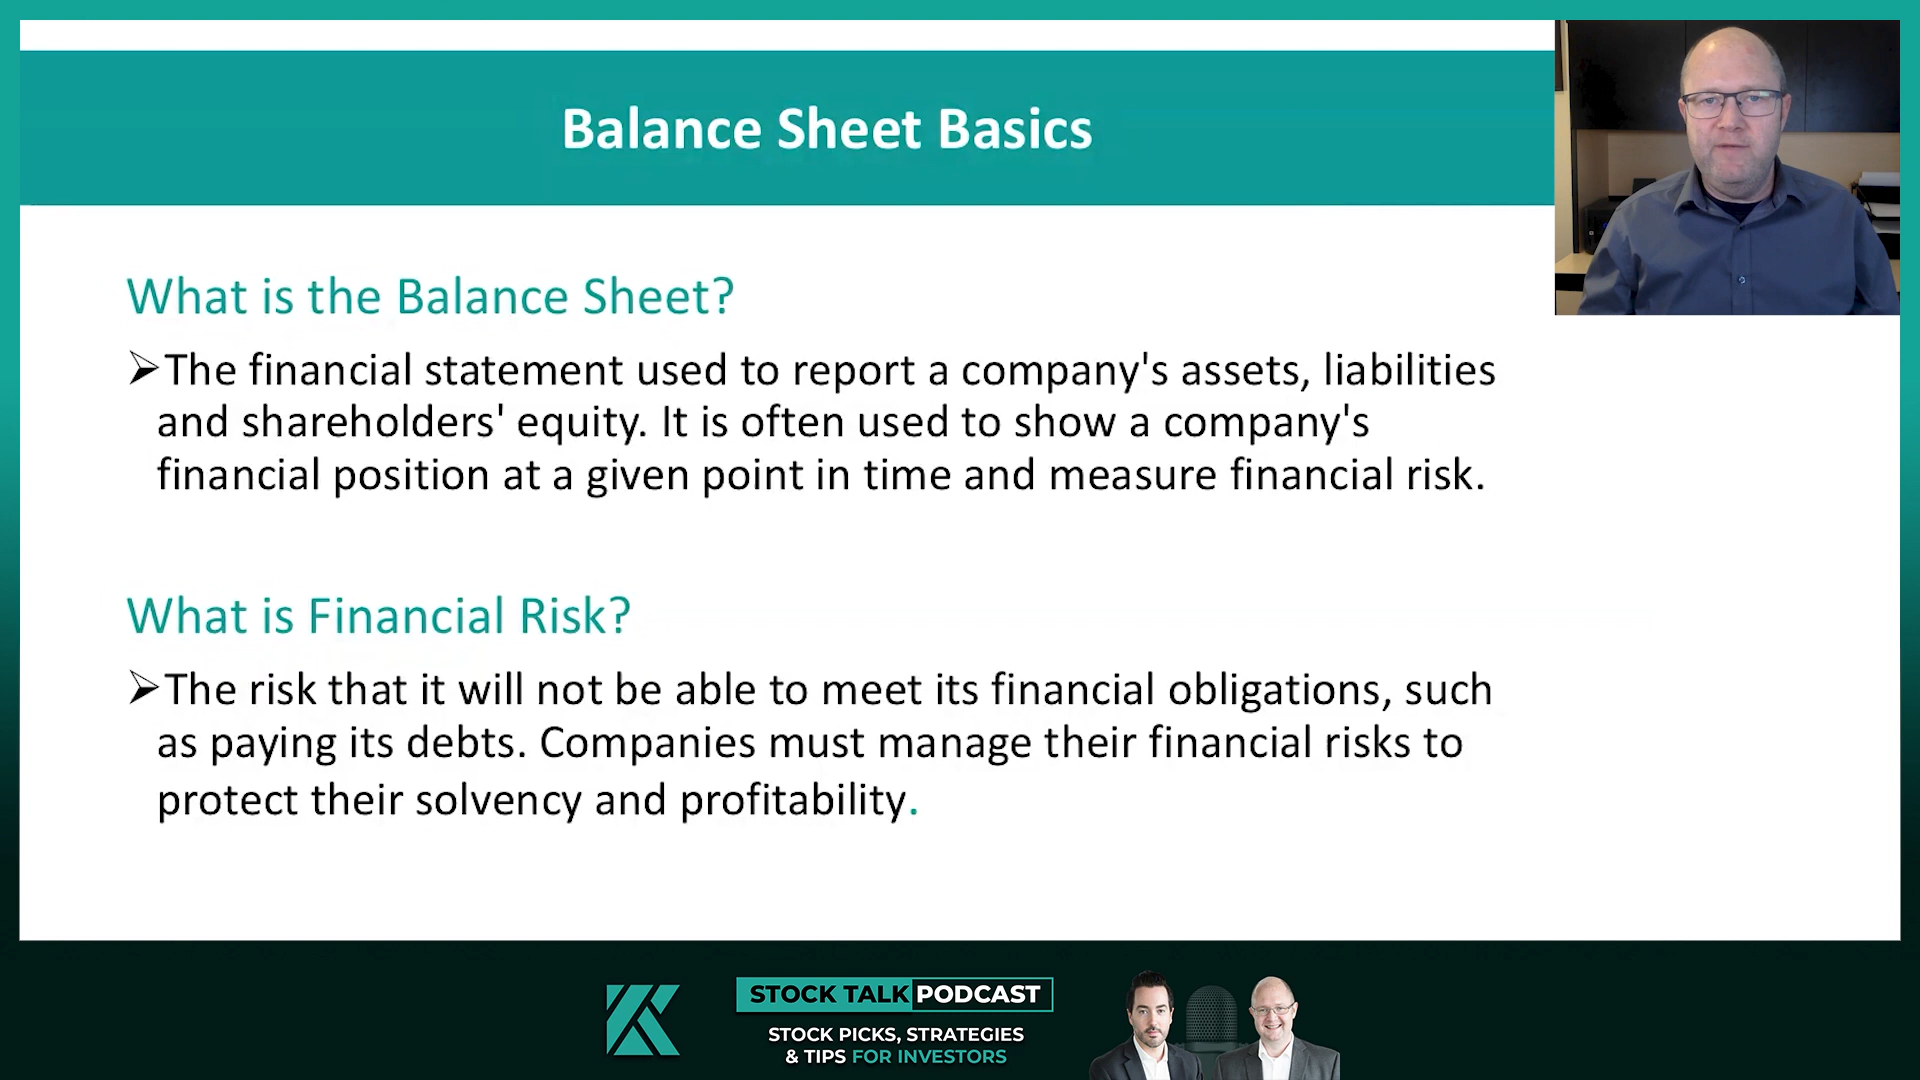 Balance Sheet Basics
What is the Balance Sheet?
The financial statement used to report a company's assets, liabilities
and shareholders' equity. It is often used to show a company's
financial position at a given point in time and measure financial risk.
What is Financial Risk?
The risk that it will not be able to meet its financial obligations, such
as paying its debts. Companies must manage their financial risks to
protect their solvency and profitability.
STOCK TALK PODCAST
STOCK PICKS, STRATEGIES
& TIPS FOR INVESTORS